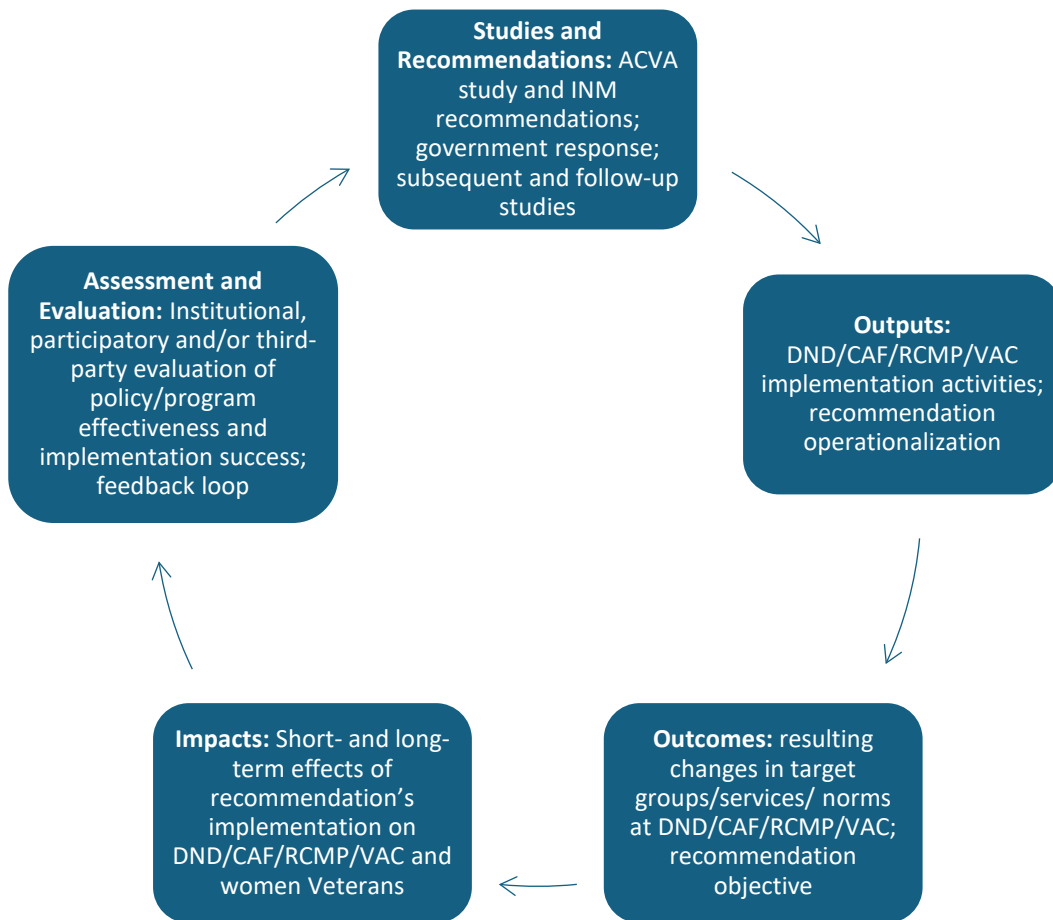 Studies and
Recommendations: ACVA
study and INM
recommendations;
government response;
subsequent and follow-up
studies
Outputs:
DND/CAF/RCMP/VAC
implementation activities;
recommendation
operationalization
Outcomes: resulting
changes in target
groups/services/ norms
at DND/CAF/RCMP/VAC;
recommendation
objective
Impacts: Short- and long-
term effects of
recommendation’s
implementation on
DND/CAF/RCMP/VAC and
women Veterans
Assessment and
Evaluation: Institutional,
participatory and/or third-
party evaluation of
policy/program
effectiveness and
implementation success;
feedback loop